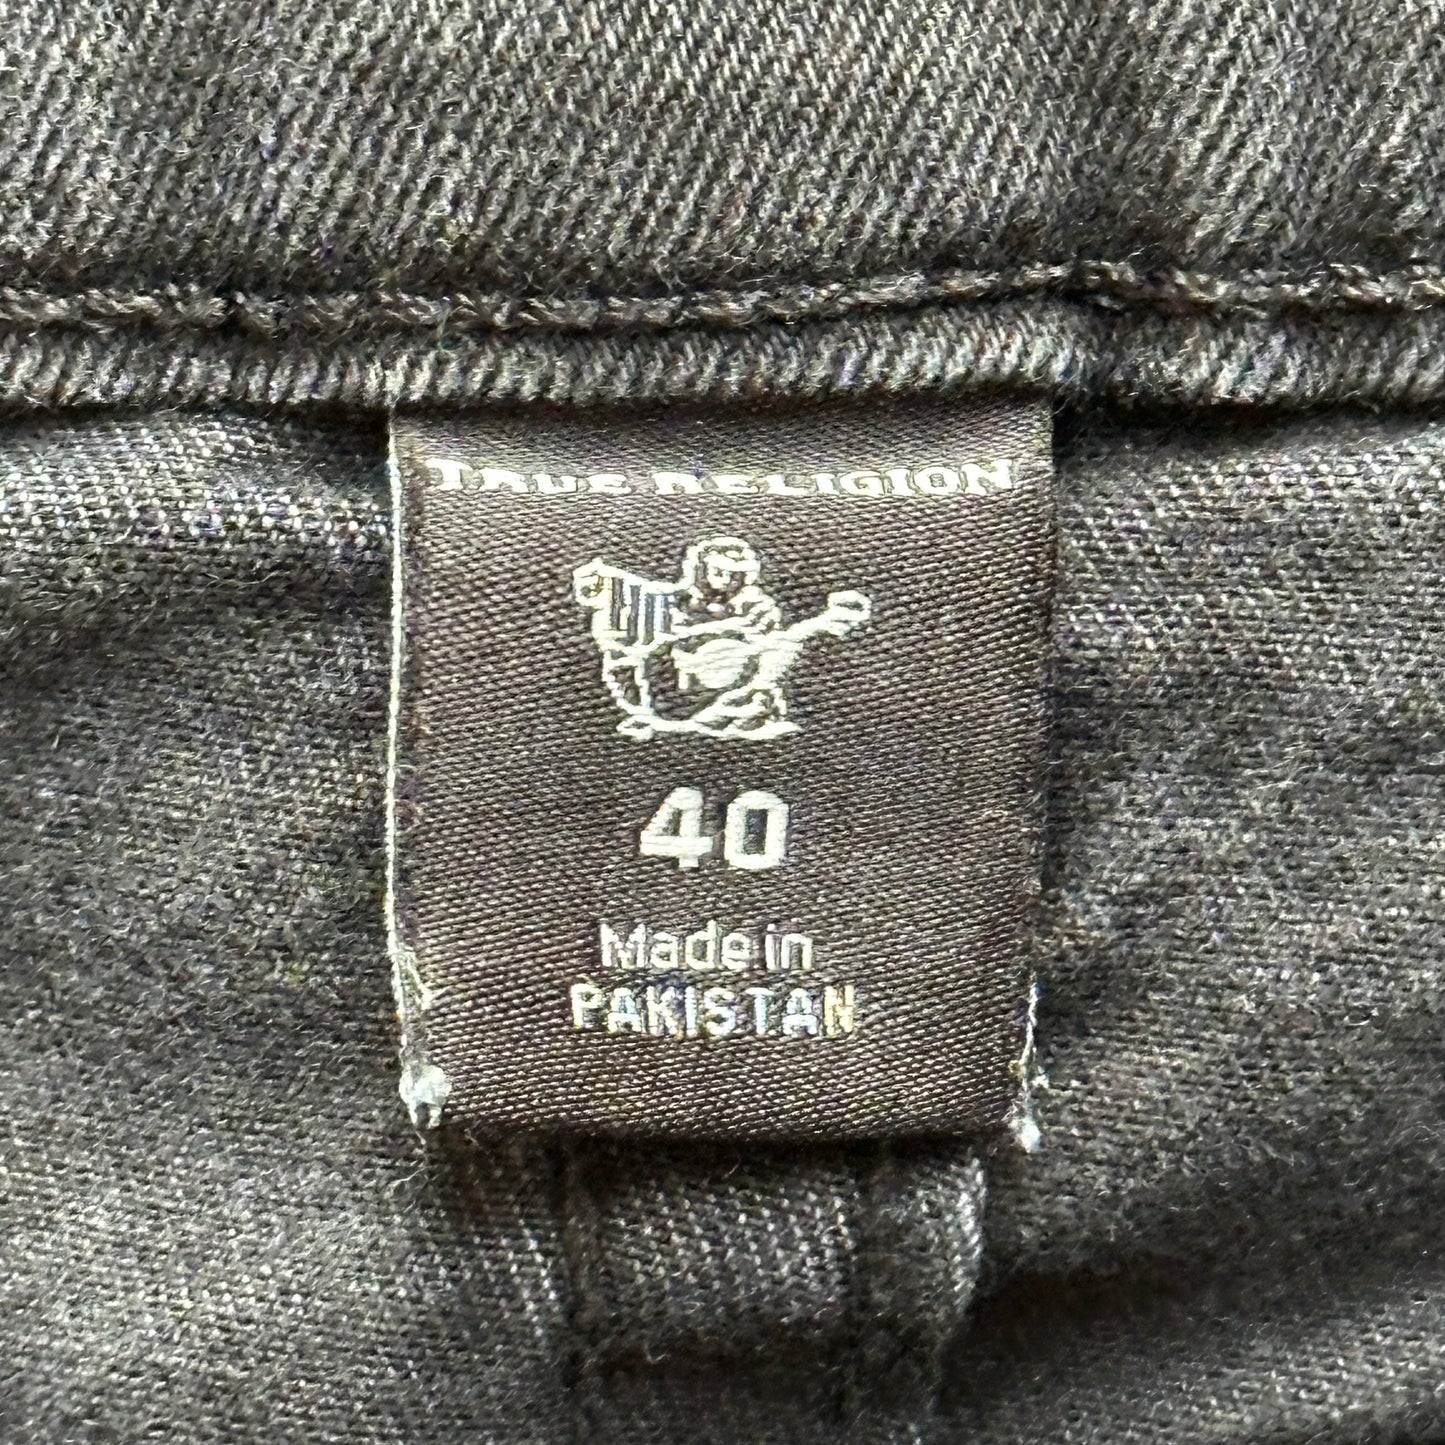 TRUE RELIGION
40
Made in
PAKISTAN